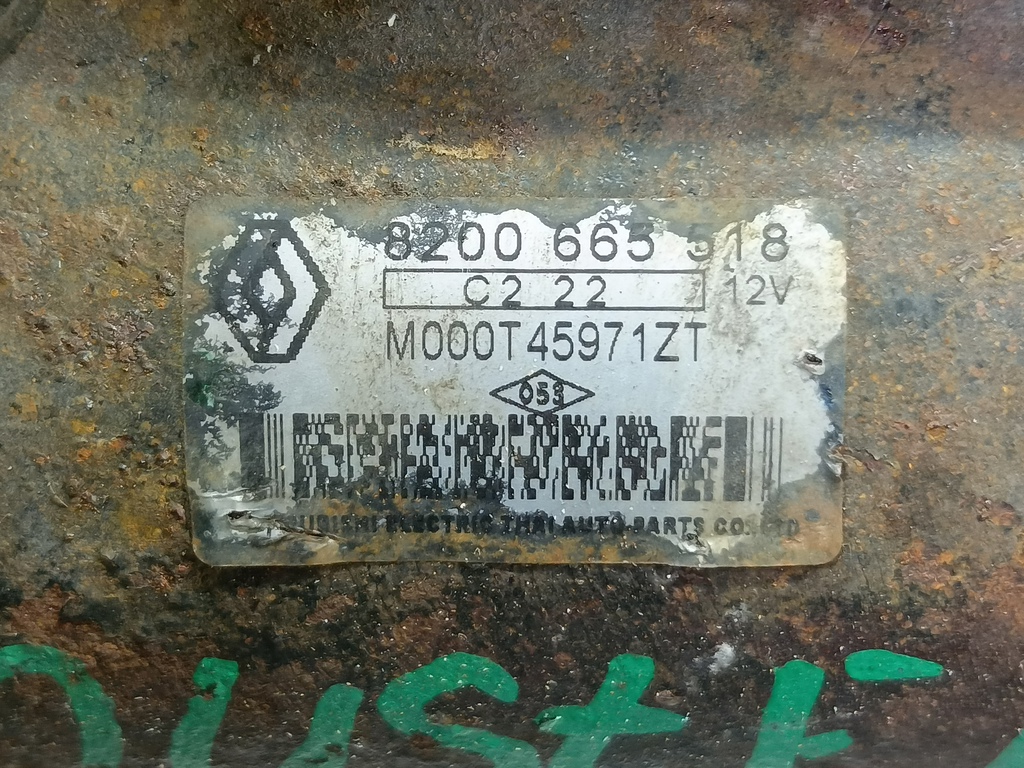 8200 665 518
C2 22 12V
M000T45971ZT
053
ELECTRIC THAI AUTO-PARTS CO.,LTD